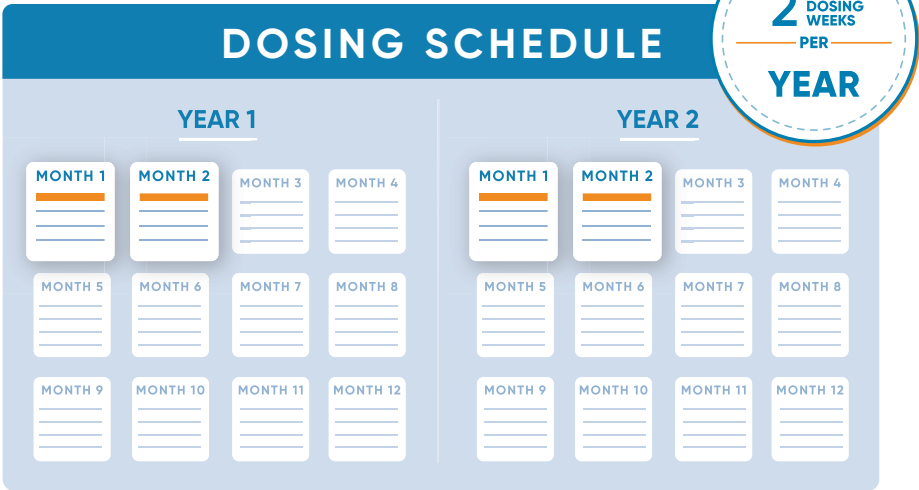 DOSING SCHEDULE
2 DOSING
WEEKS
PER
YEAR
YEAR 1
MONTH 1 MONTH 2 MONTH 3 MONTH 4
MONTH 5 MONTH 6 MONTH 7 MONTH 8
MONTH 9 MONTH 10 MONTH 11 MONTH 12
YEAR 2
MONTH 1 MONTH 2 MONTH 3 MONTH 4
MONTH 5 MONTH 6 MONTH 7 MONTH 8
MONTH 9 MONTH 10 MONTH 11 MONTH 12